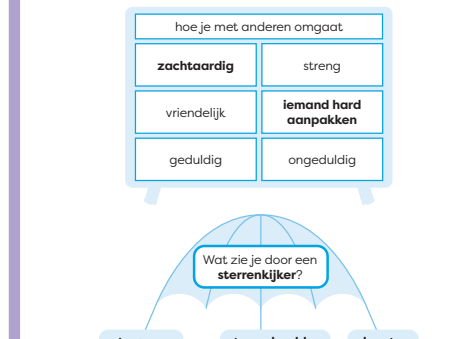 hoe je met anderen omgaat
zachtaardig
streng
vriendelijk
iemand hard
aanpakken
geduldig
ongeduldig
Wat zie je door een
sterrenkijker?